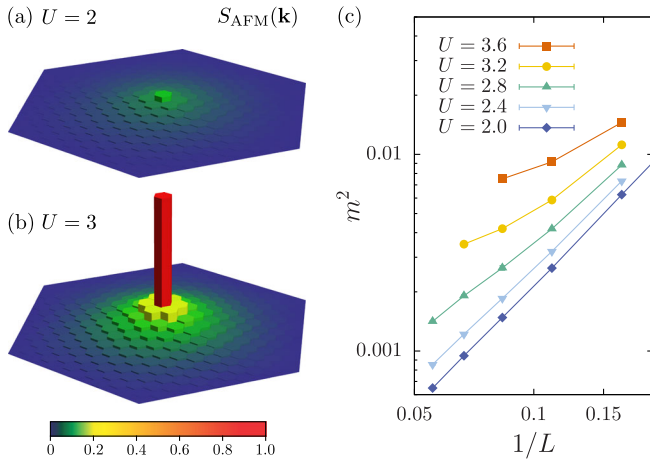 (a) U = 2
S_AFM(k)
(b) U = 3
0 0.2 0.4 0.6 0.8 1.0
(c)
U = 3.6
U = 3.2
U = 2.8
U = 2.4
U = 2.0
m²
0.01
0.001
0.05 0.1 0.15
1/L